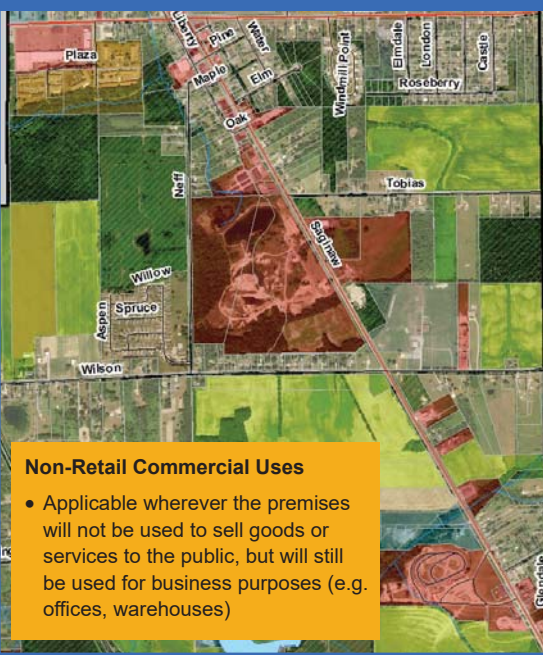 Liberty
Pine
Water
Plaza
Maple
Elm
Windmill Point
Elmdale
London
Castle
Roseberry
Oak
Neff
Tobias
Saginaw
Willow
Aspen
Spruce
Wilson
Non-Retail Commercial Uses
• Applicable wherever the premises
will not be used to sell goods or
services to the public, but will still
be used for business purposes (e.g.
offices, warehouses)
Glendale